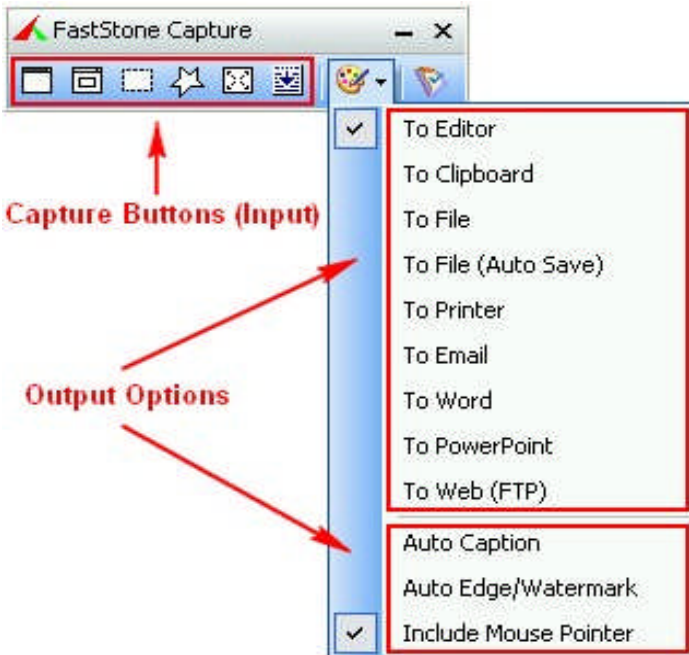 FastStone Capture
Capture Buttons (Input)
Output Options
To Editor
To Clipboard
To File
To File (Auto Save)
To Printer
To Email
To Word
To PowerPoint
To Web (FTP)
Auto Caption
Auto Edge/Watermark
Include Mouse Pointer